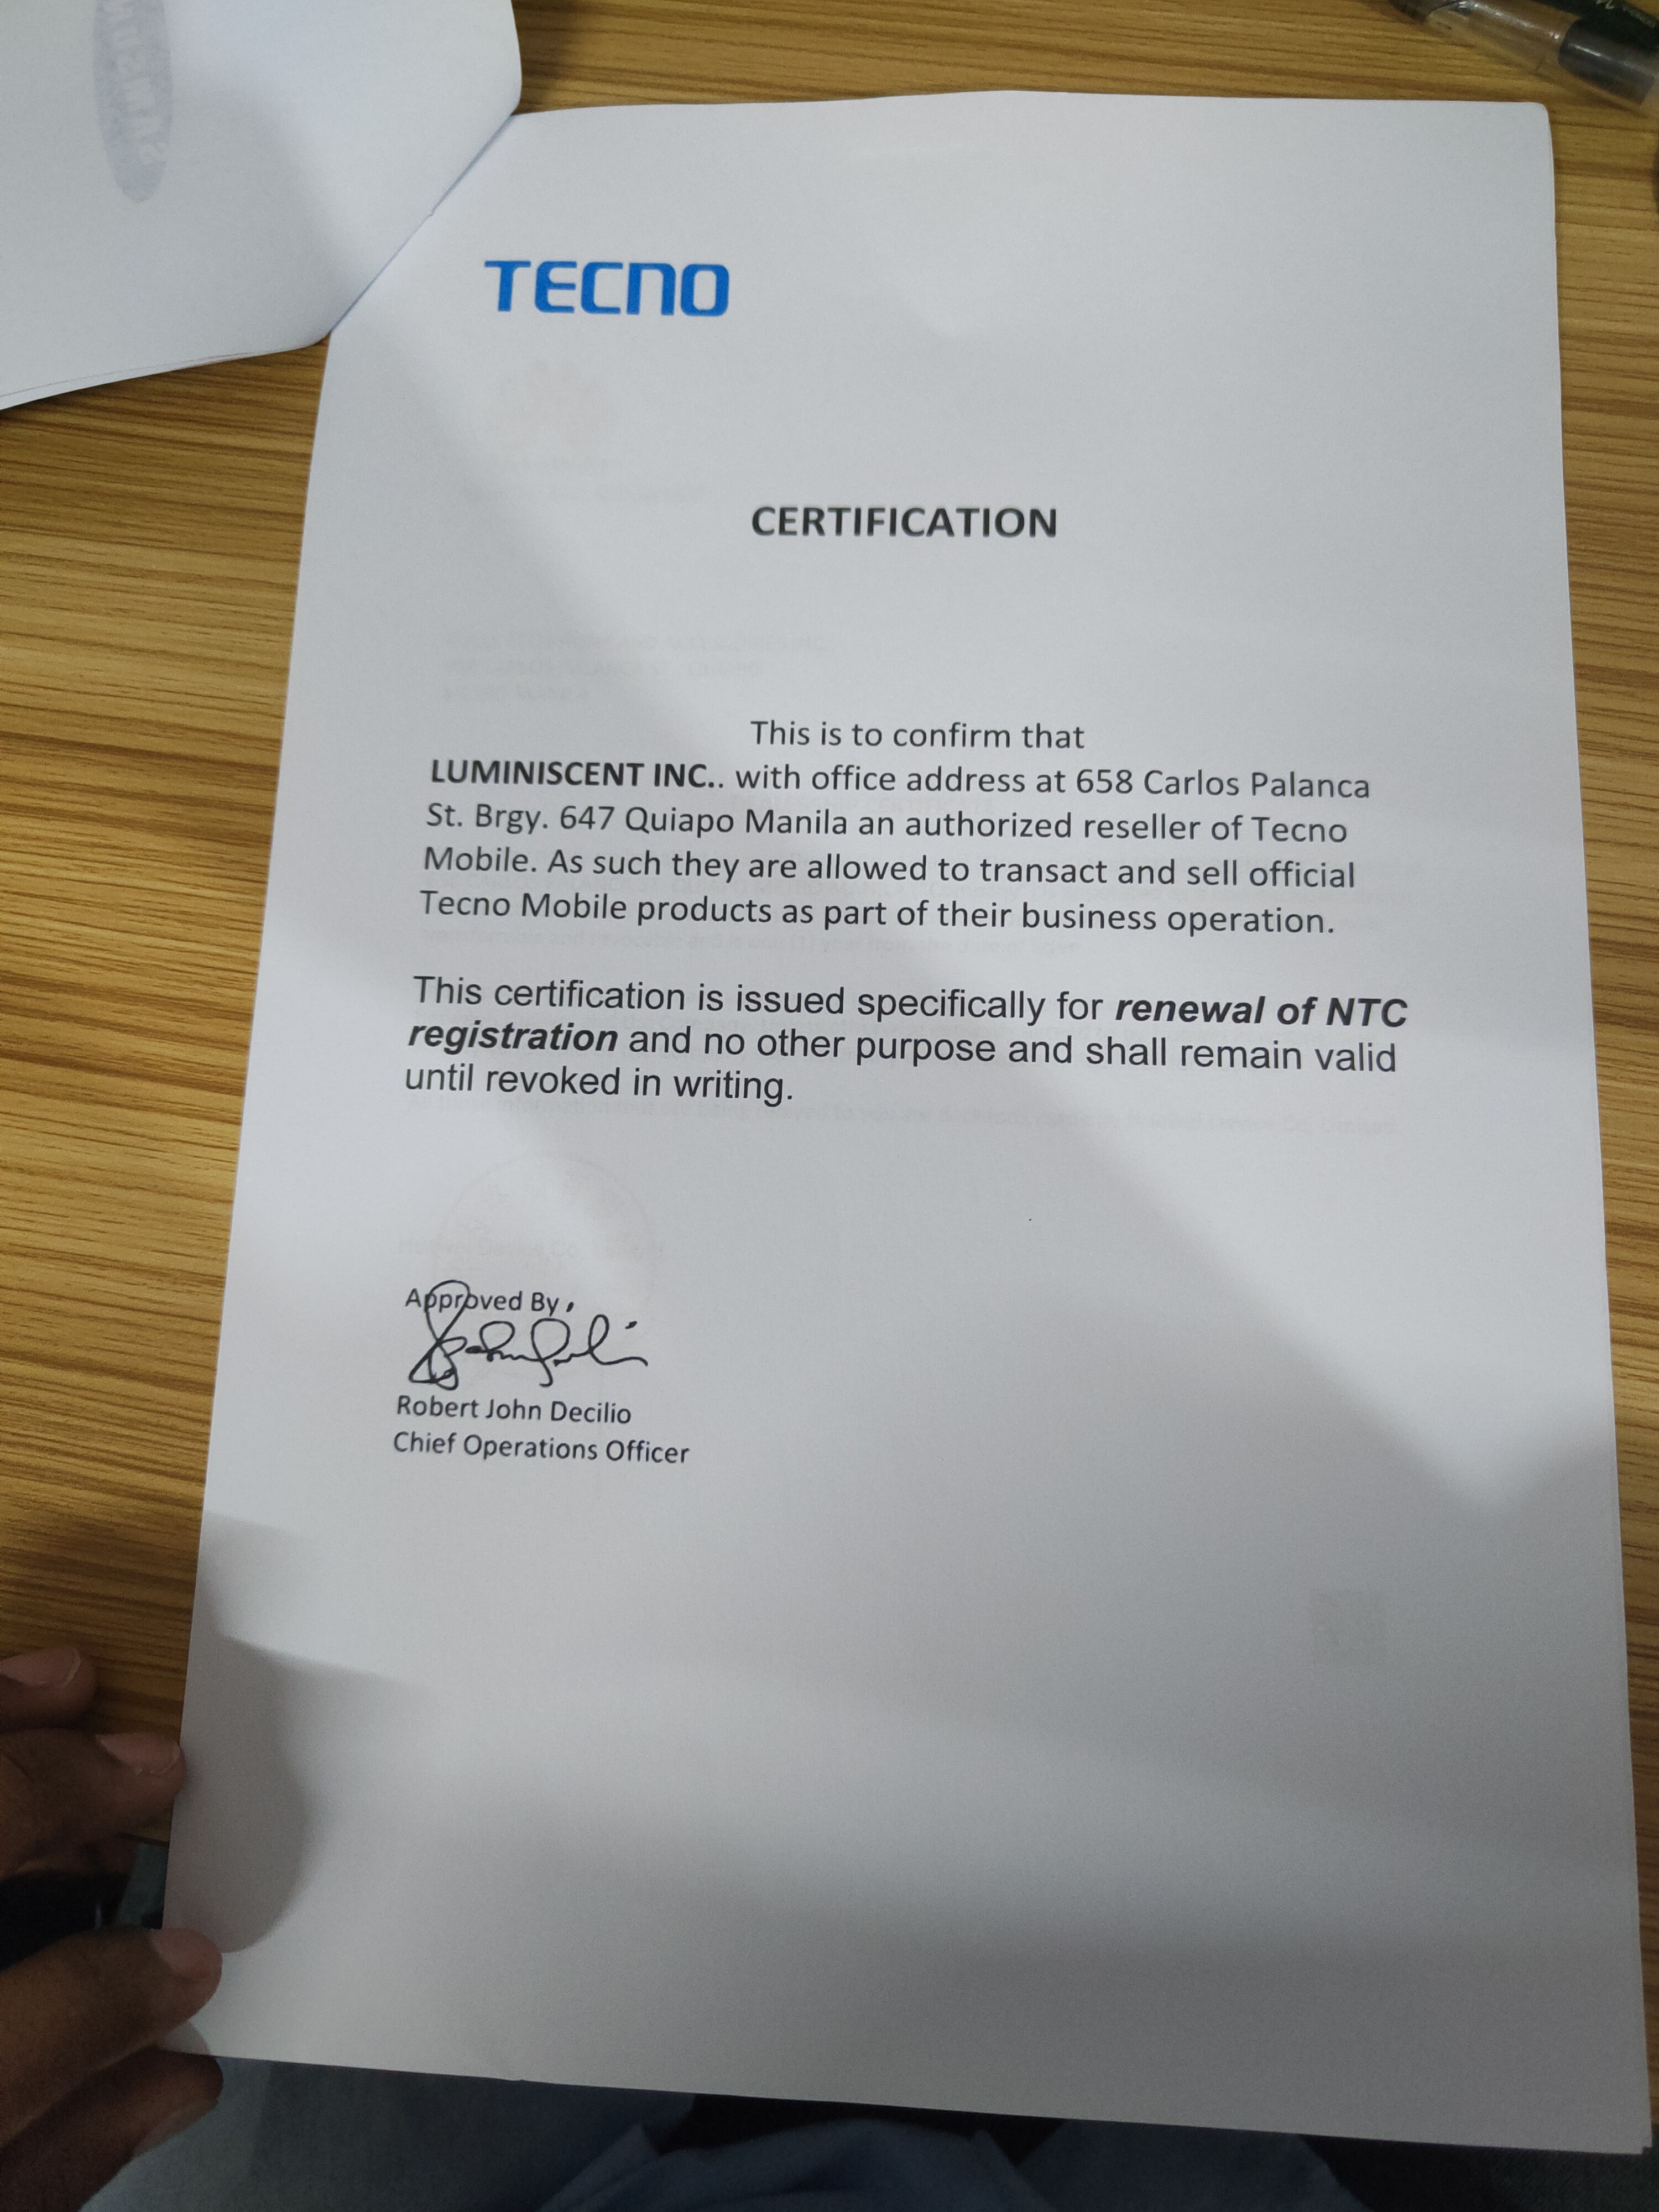 TECNO
CERTIFICATION
This is to confirm that
LUMINISCENT INC.. with office address at 658 Carlos Palanca
St. Brgy. 647 Quiapo Manila an authorized reseller of Tecno
Mobile. As such they are allowed to transact and sell official
Tecno Mobile products as part of their business operation.
This certification is issued specifically for renewal of NTC
registration and no other purpose and shall remain valid
until revoked in writing.
Approved By,
Robert John Decilio
Chief Operations Officer